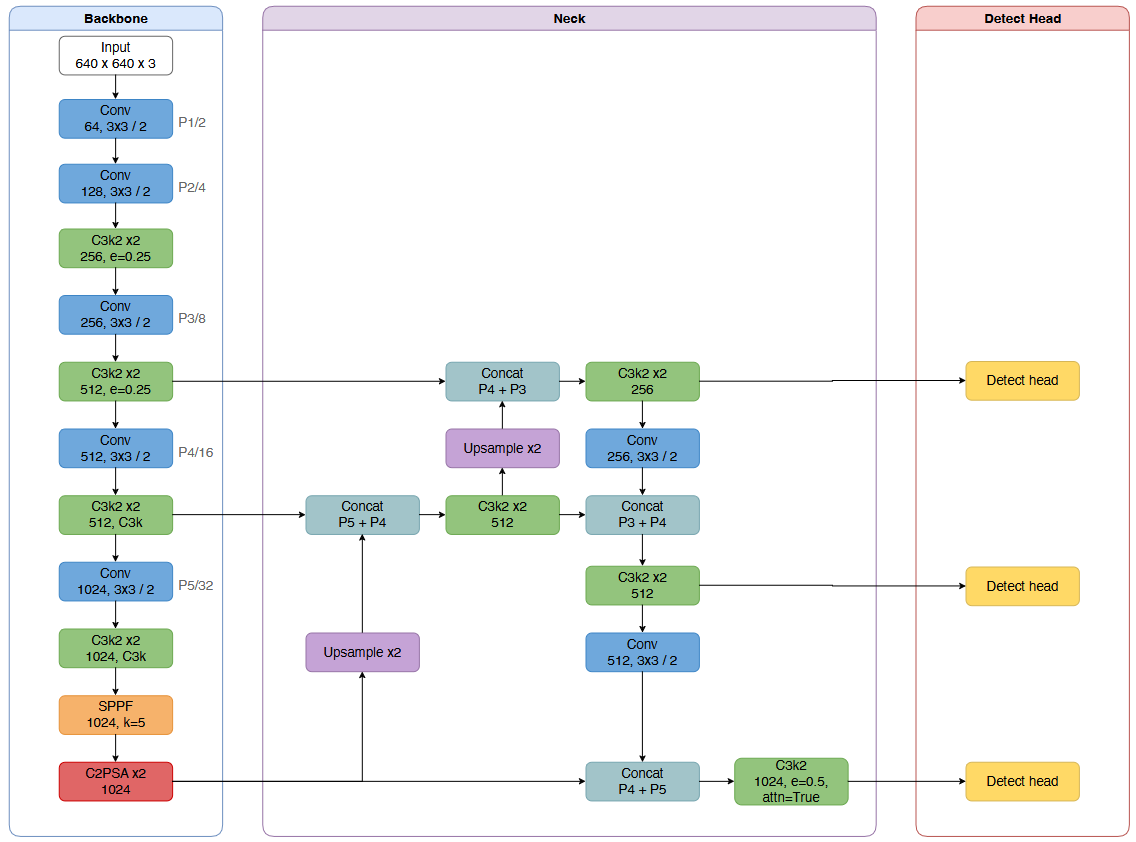 Backbone
Input
640 x 640 x 3
Conv
64, 3x3 / 2
P1/2
Conv
128, 3x3 / 2
P2/4
C3k2 x2
256, e=0.25
Conv
256, 3x3 / 2
P3/8
C3k2 x2
512, e=0.25
Conv
512, 3x3 / 2
P4/16
C3k2 x2
512, C3k
Conv
1024, 3x3 / 2
P5/32
C3k2 x2
1024, C3k
SPPF
1024, k=5
C2PSA x2
1024
Neck
Concat
P5 + P4
Upsample x2
Concat
P4 + P3
Upsample x2
C3k2 x2
512
C3k2 x2
256
Conv
256, 3x3 / 2
Concat
P3 + P4
C3k2 x2
512
Conv
512, 3x3 / 2
Concat
P4 + P5
C3k2
1024, e=0.5,
attn=True
Detect Head
Detect head
Detect head
Detect head